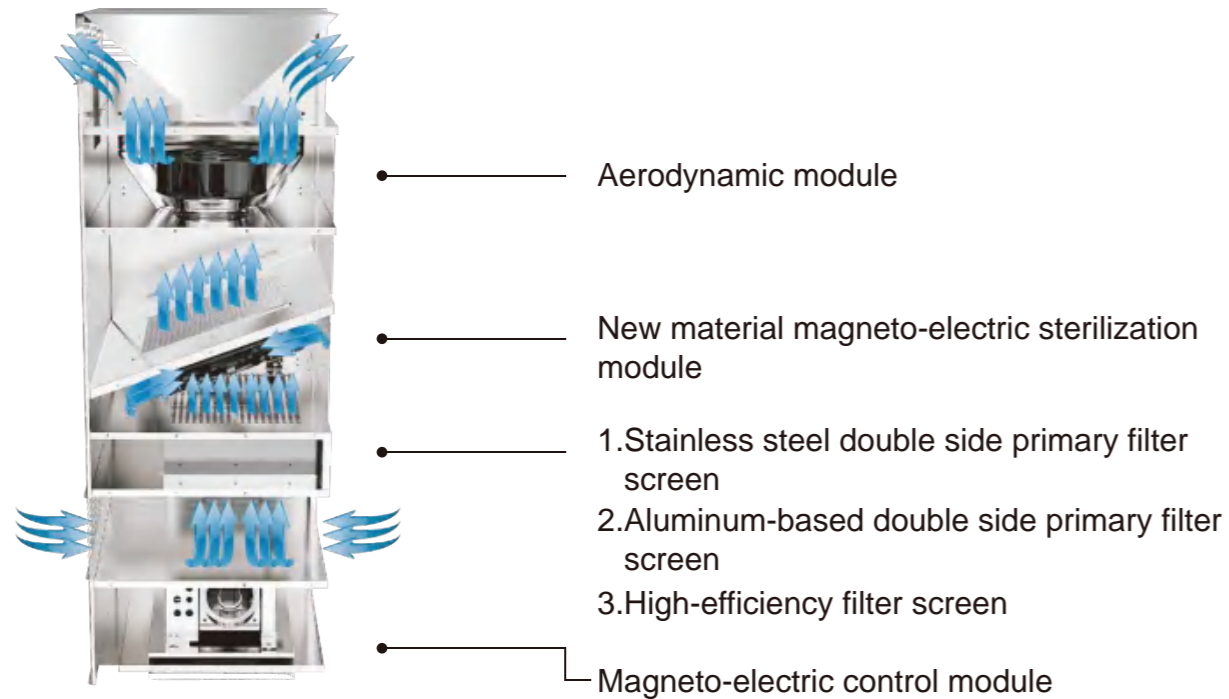 Aerodynamic module
New material magneto-electric sterilization
module
1.Stainless steel double side primary filter
screen
2.Aluminum-based double side primary filter
screen
3.High-efficiency filter screen
Magneto-electric control module